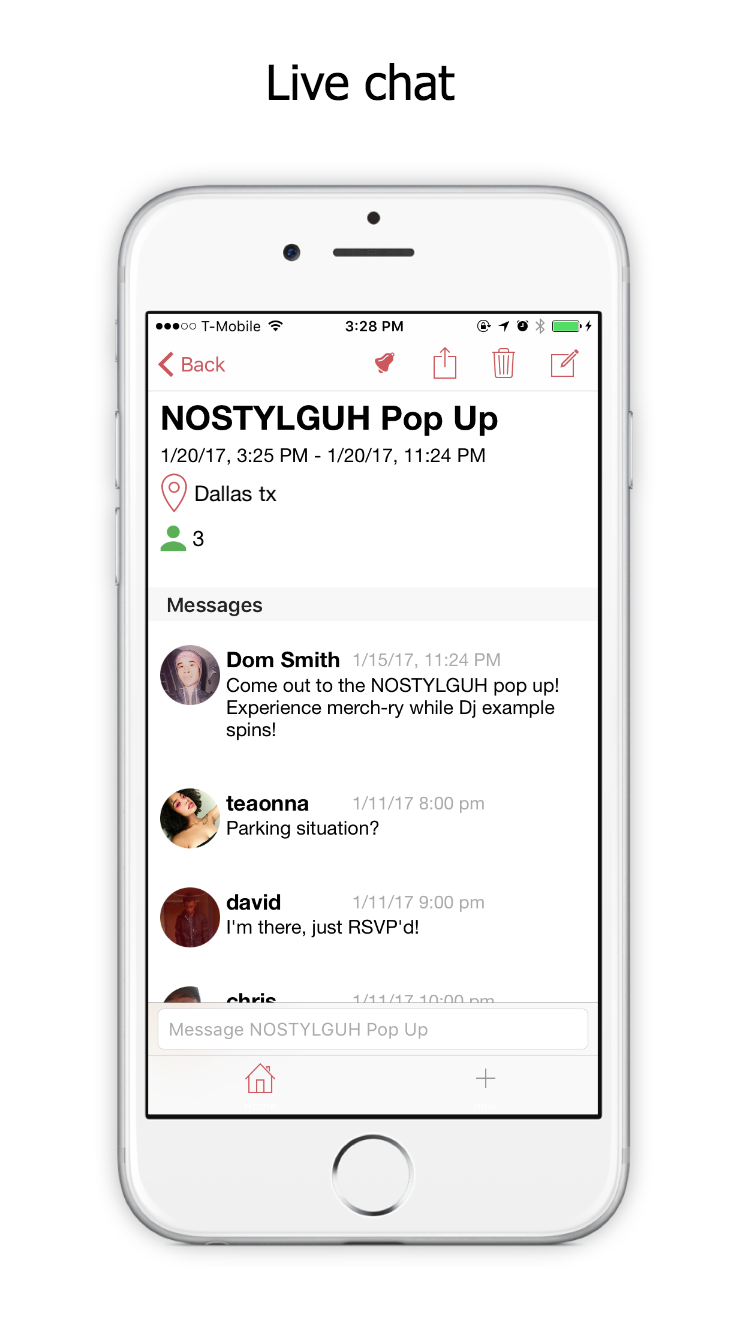 Live chat
T-Mobile 3:28 PM
Back
NOSTYLGUH Pop Up
1/20/17, 3:25 PM - 1/20/17, 11:24 PM
Dallas tx
3
Messages
Dom Smith 1/15/17, 11:24 PM
Come out to the NOSTYLGUH pop up!
Experience merch-ry while Dj example
spins!
teaonna 1/11/17 8:00 pm
Parking situation?
david 1/11/17 9:00 pm
I'm there, just RSVP'd!
chris 1/11/17 10:00 pm
Message NOSTYLGUH Pop Up